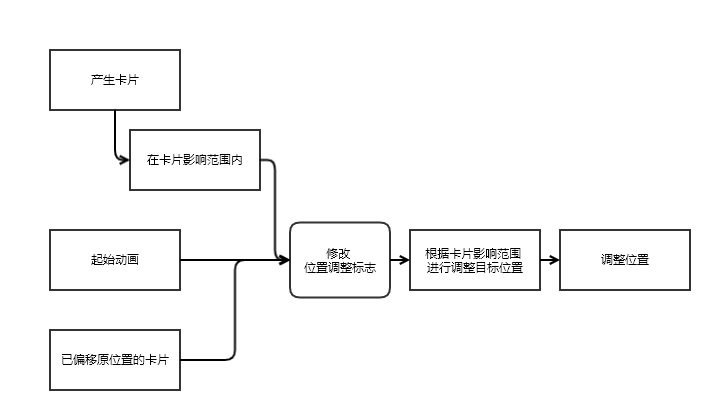 产生卡片
在卡片影响范围内
起始动画
已偏移原位置的卡片
修改
位置调整标志
根据卡片影响范围
进行调整目标位置
调整位置